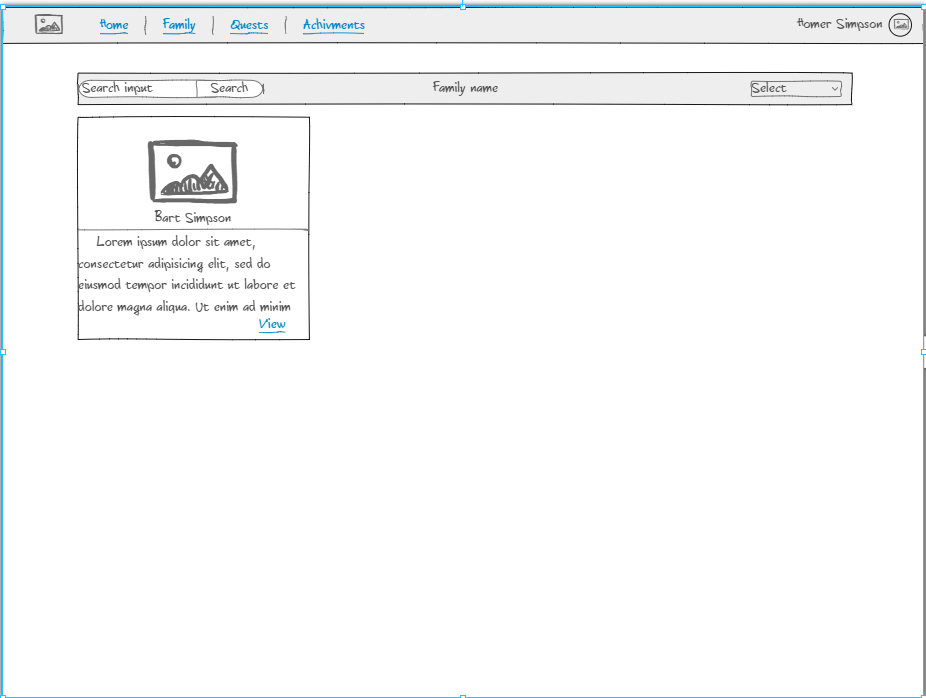 Home | Family | Quests | Achivments Homer Simpson
Search input Search Family name Select
Bart Simpson
Lorem ipsum dolor sit amet,
consectetur adipisicing elit, sed do
eiusmod tempor incididunt ut labore et
dolore magna aliqua. Ut enim ad minim
View